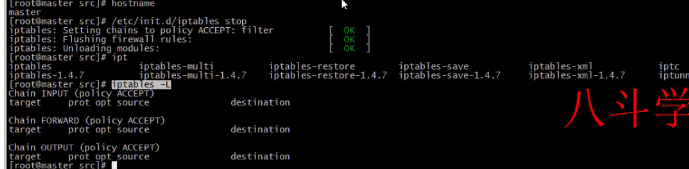 [root@master src]# hostname
master
[root@master src]# /etc/init.d/iptables stop
iptables: Setting chains to policy ACCEPT: filter [ OK ]
iptables: Flushing firewall rules: [ OK ]
iptables: Unloading modules: [ OK ]
[root@master src]# ipt
iptables iptables-multi iptables-restore iptables-save iptables-xml iptc
iptables-1.4.7 iptables-multi-1.4.7 iptables-restore-1.4.7 iptables-save-1.4.7 iptables-xml-1.4.7 iptunn
[root@master src]# iptables -L
Chain INPUT (policy ACCEPT)
target prot opt source destination
Chain FORWARD (policy ACCEPT)
target prot opt source destination
Chain OUTPUT (policy ACCEPT)
target prot opt source destination
[root@master src]#
八斗学